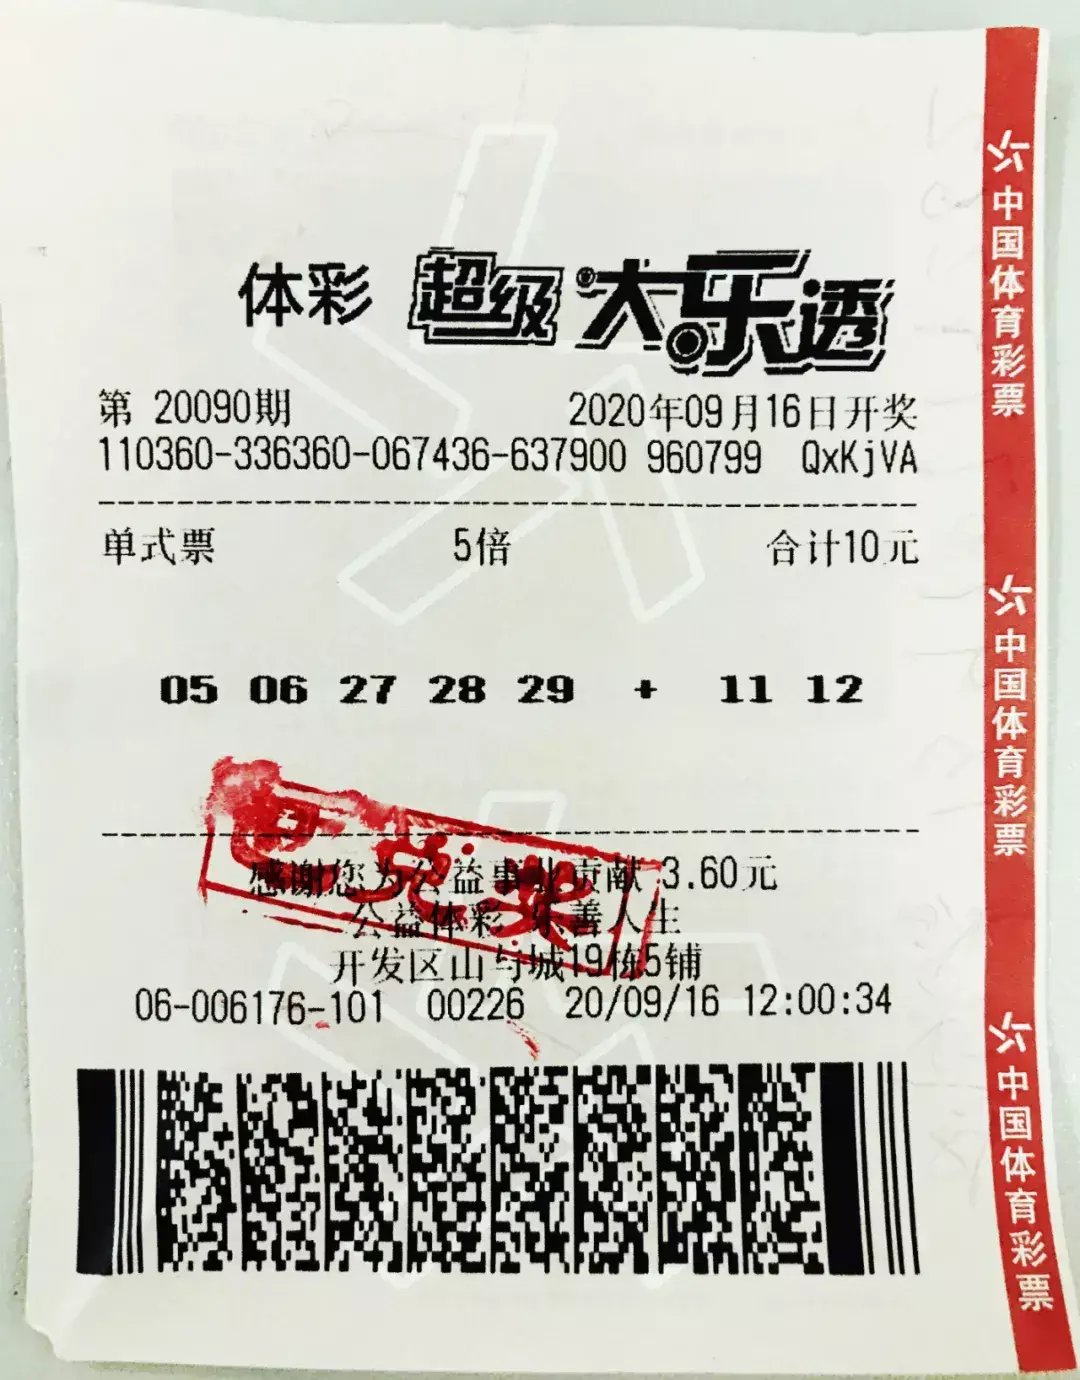 体彩 超级大乐透
第 20090期 2020年09月16日开奖
110360-336360-067436-637900 960799 QxKjVA
单式票 5倍 合计10元
05 06 27 28 29 + 11 12
已兑奖
感谢您为公益事业贡献 3.60元
公益体彩 乐善人生
开发区山与城19栋5铺
06-006176-101 00226 20/09/16 12:00:34
中国体育彩票
中国体育彩票
中国体育彩票